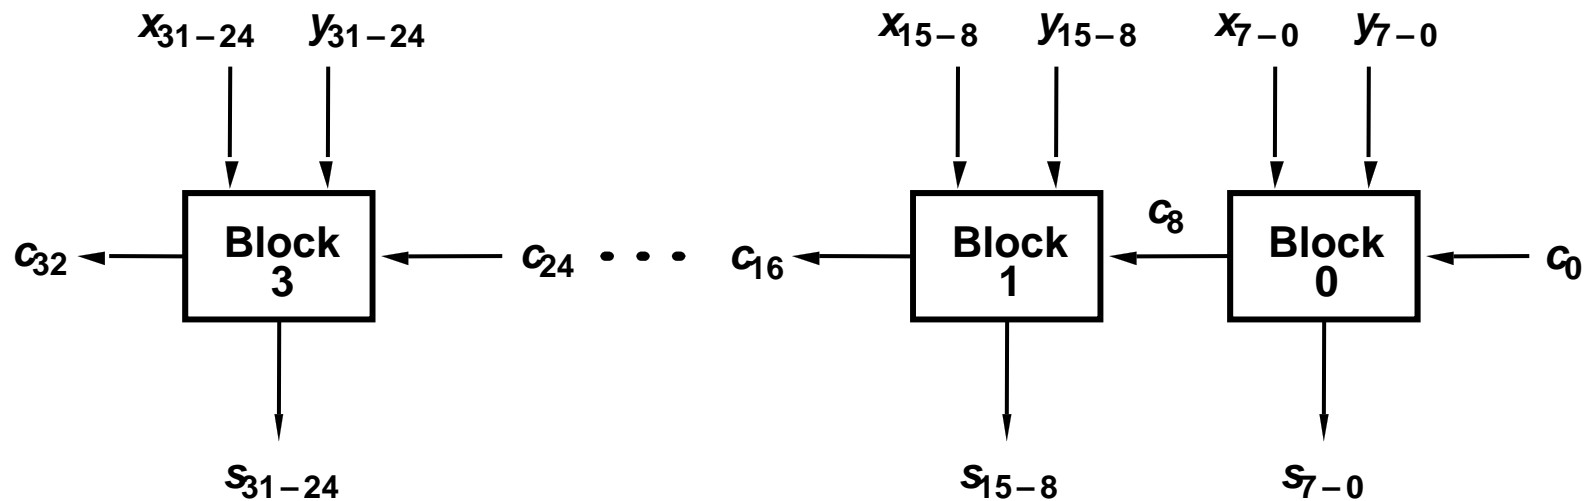 x31–24 y31–24 x15–8 y15–8 x7–0 y7–0
c32 Block 3 c24 • • • c16 Block 1 c8 Block 0 c0
s31–24 s15–8 s7–0